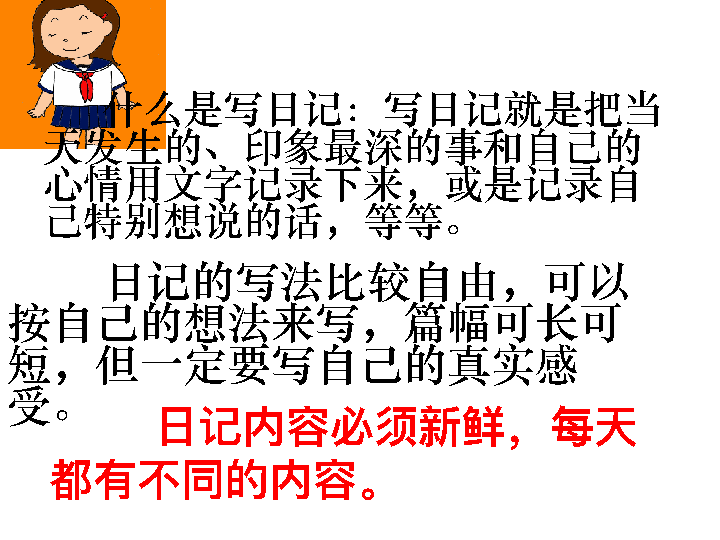 什么是写日记：写日记就是把当
天发生的、印象最深的事和自己的
心情用文字记录下来，或是记录自
己特别想说的话，等等。
日记的写法比较自由，可以
按自己的想法来写，篇幅可长可
短，但一定要写自己的真实感
受。
日记内容必须新鲜，每天
都有不同的内容。